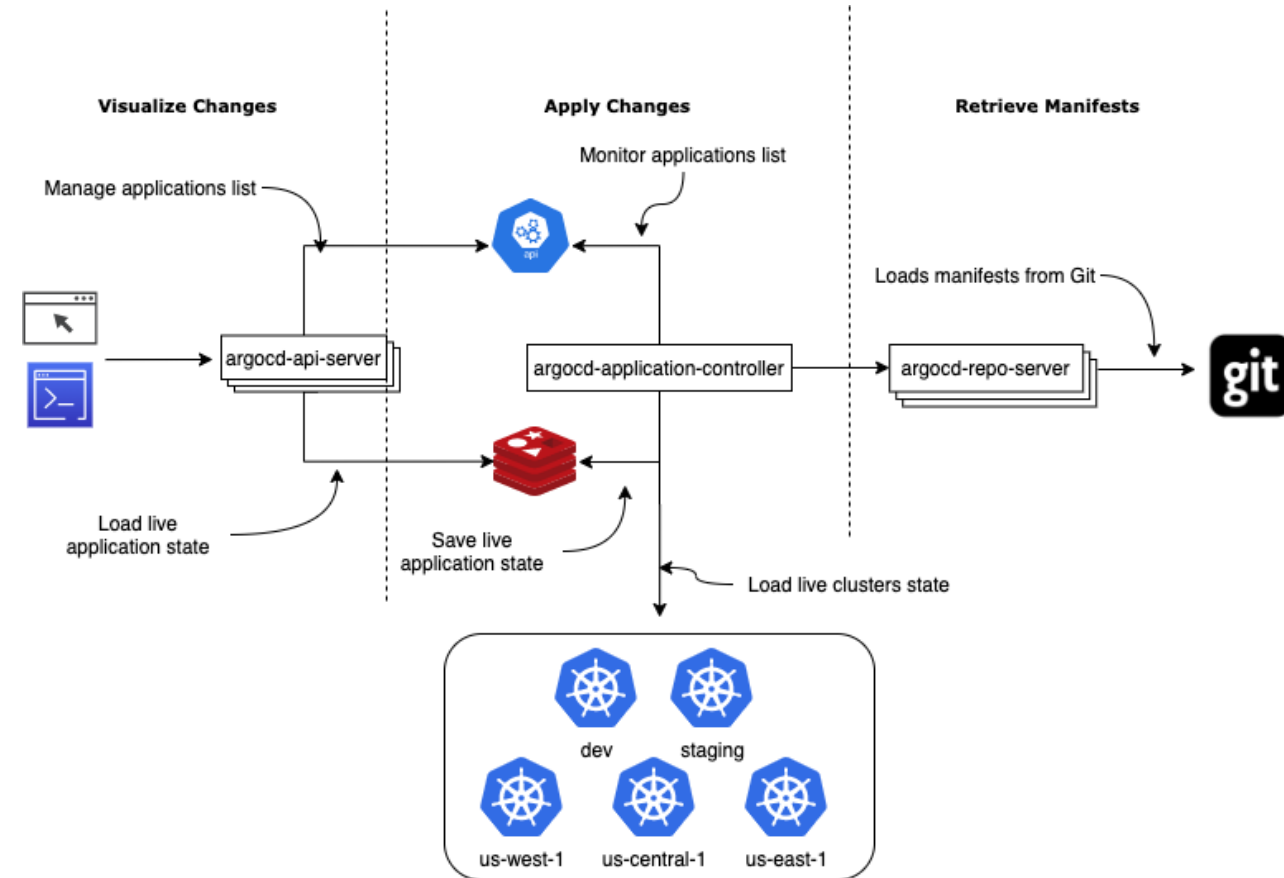 Visualize Changes
Apply Changes
Retrieve Manifests
Monitor applications list
Manage applications list
api
Loads manifests from Git
argocd-api-server
argocd-application-controller
argocd-repo-server
git
>_
Load live
application state
Save live
application state
Load live clusters state
dev
staging
us-west-1
us-central-1
us-east-1